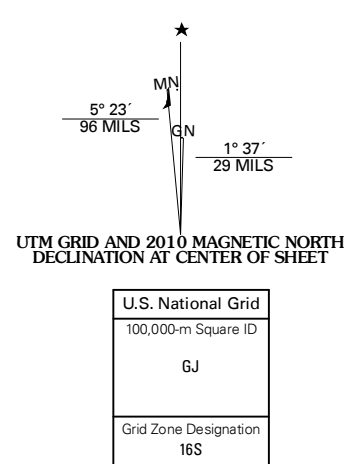 ★
MN
5° 23´
96 MILS
GN
1° 37´
29 MILS
UTM GRID AND 2010 MAGNETIC NORTH
DECLINATION AT CENTER OF SHEET
U.S. National Grid
100,000-m Square ID
GJ
Grid Zone Designation
16S